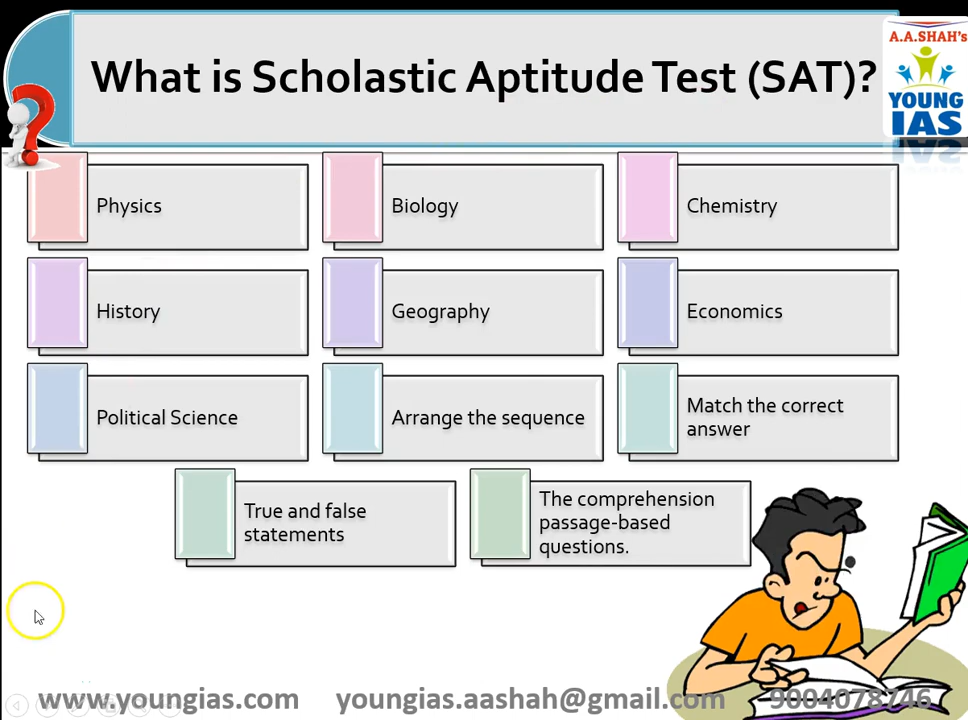 What is Scholastic Aptitude Test (SAT)?
A.A.SHAH's
YOUNG
IAS
Physics
Biology
Chemistry
History
Geography
Economics
Political Science
Arrange the sequence
Match the correct
answer
True and false
statements
The comprehension
passage-based
questions.
www.youngias.com youngias.aashah@gmail.com 9004078746